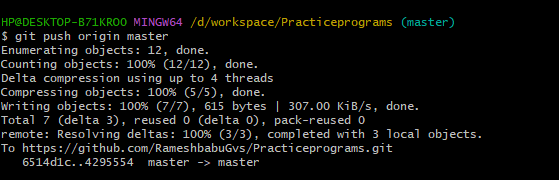 HP@DESKTOP-B71KROO MINGW64 /d/workspace/Practiceprograms (master)
$ git push origin master
Enumerating objects: 12, done.
Counting objects: 100% (12/12), done.
Delta compression using up to 4 threads
Compressing objects: 100% (5/5), done.
Writing objects: 100% (7/7), 615 bytes | 307.00 KiB/s, done.
Total 7 (delta 3), reused 0 (delta 0), pack-reused 0
remote: Resolving deltas: 100% (3/3), completed with 3 local objects.
To https://github.com/RameshbabuGvs/Practiceprograms.git
   6514d1c..4295554  master -> master